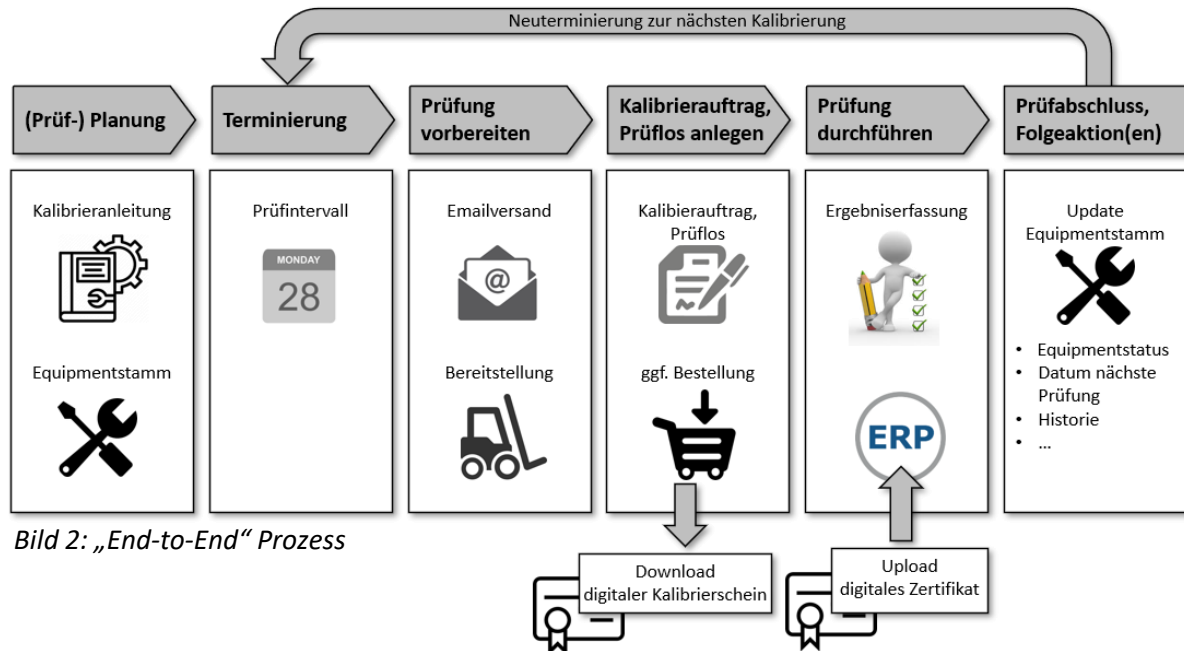 Neuterminierung zur nächsten Kalibrierung
(Prüf-) Planung
Terminierung
Prüfung
vorbereiten
Kalibrierauftrag,
Prüflos anlegen
Prüfung
durchführen
Prüfabschluss,
Folgeaktion(en)
Kalibrieranleitung
Equipmentstamm
Prüfintervall
MONDAY
28
Emailversand
@
Bereitstellung
Kalibierauftrag,
Prüflos
ggf. Bestellung
Ergebniserfassung
ERP
Update
Equipmentstamm
• Equipmentstatus
• Datum nächste
Prüfung
• Historie
• ...
Bild 2: „End-to-End“ Prozess
Download
digitaler Kalibrierschein
Upload
digitales Zertifikat